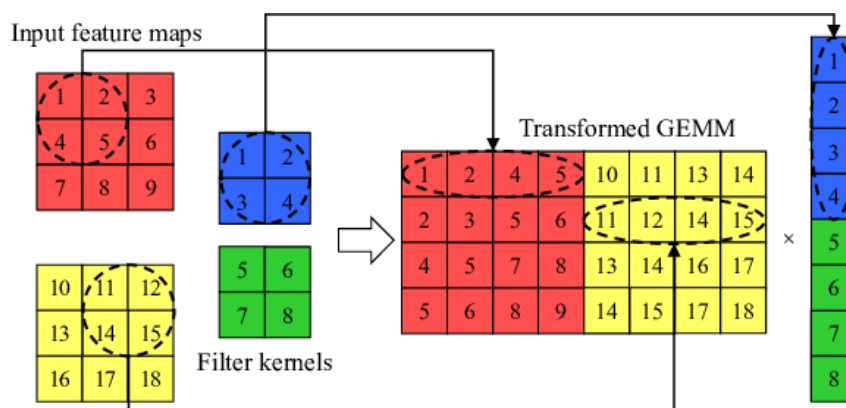 Input feature maps
1 2 3
4 5 6
7 8 9
10 11 12
13 14 15
16 17 18
1 2
3 4
5 6
7 8
Filter kernels
Transformed GEMM
1 2 4 5 10 11 13 14
2 3 5 6 11 12 14 15
4 5 7 8 13 14 16 17
5 6 8 9 14 15 17 18
×
1
2
3
4
5
6
7
8